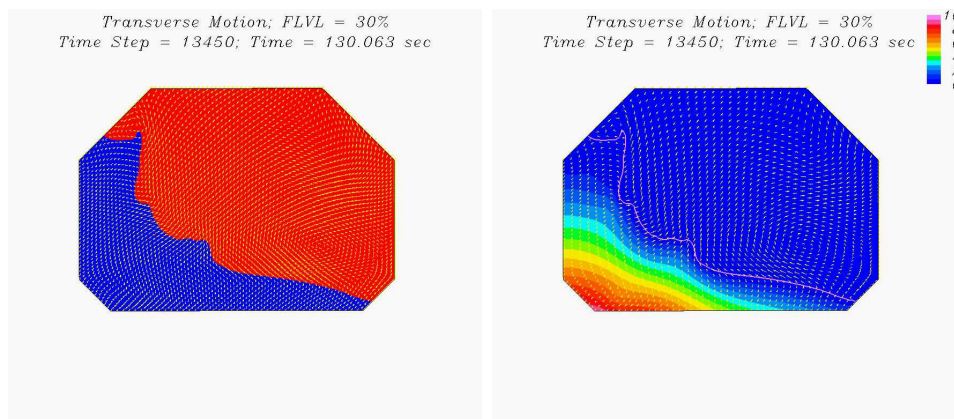 Transverse Motion; FLVL = 30%
Time Step = 13450; Time = 130.063 sec
Transverse Motion; FLVL = 30%
Time Step = 13450; Time = 130.063 sec